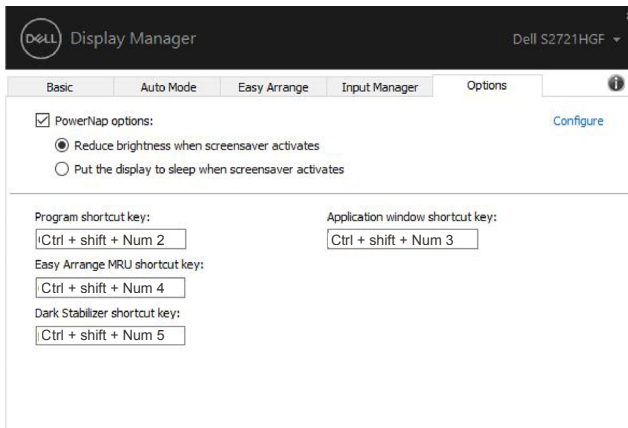 DELL Display Manager
Dell S2721HGF
Basic
Auto Mode
Easy Arrange
Input Manager
Options
PowerNap options:
Configure
Reduce brightness when screensaver activates
Put the display to sleep when screensaver activates
Program shortcut key:
Application window shortcut key:
Ctrl + shift + Num 2
Ctrl + shift + Num 3
Easy Arrange MRU shortcut key:
Ctrl + shift + Num 4
Dark Stabilizer shortcut key:
Ctrl + shift + Num 5